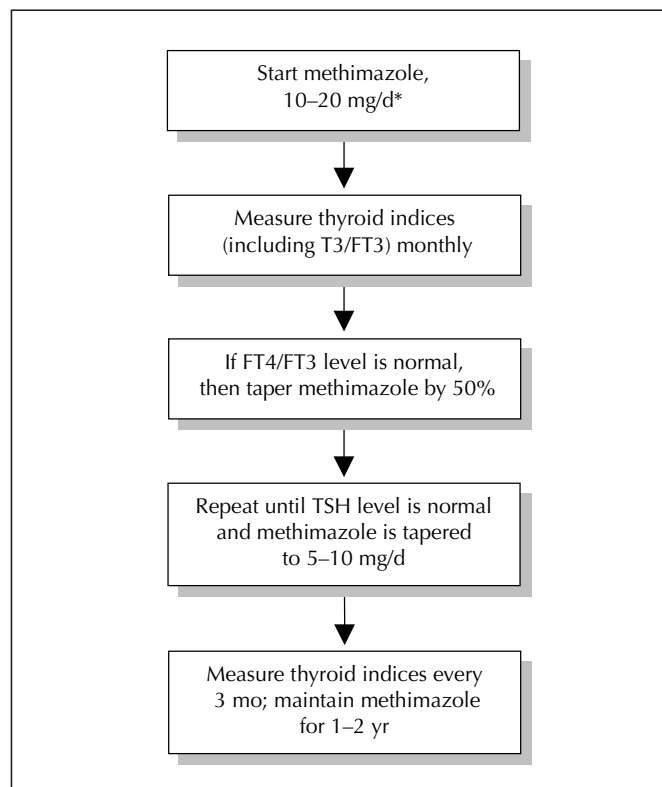 Start methimazole,
10–20 mg/d*
Measure thyroid indices
(including T3/FT3) monthly
If FT4/FT3 level is normal,
then taper methimazole by 50%
Repeat until TSH level is normal
and methimazole is tapered
to 5–10 mg/d
Measure thyroid indices every
3 mo; maintain methimazole
for 1–2 yr